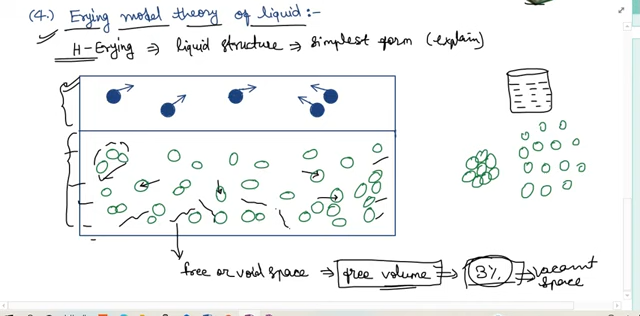 (4.) Erying model theory of liquid:-
H-Erying ⇒ liquid structure ⇒ simplest form (explain)
free or void space ⇒ free volume ⇒ 3% ⇒ vacant space